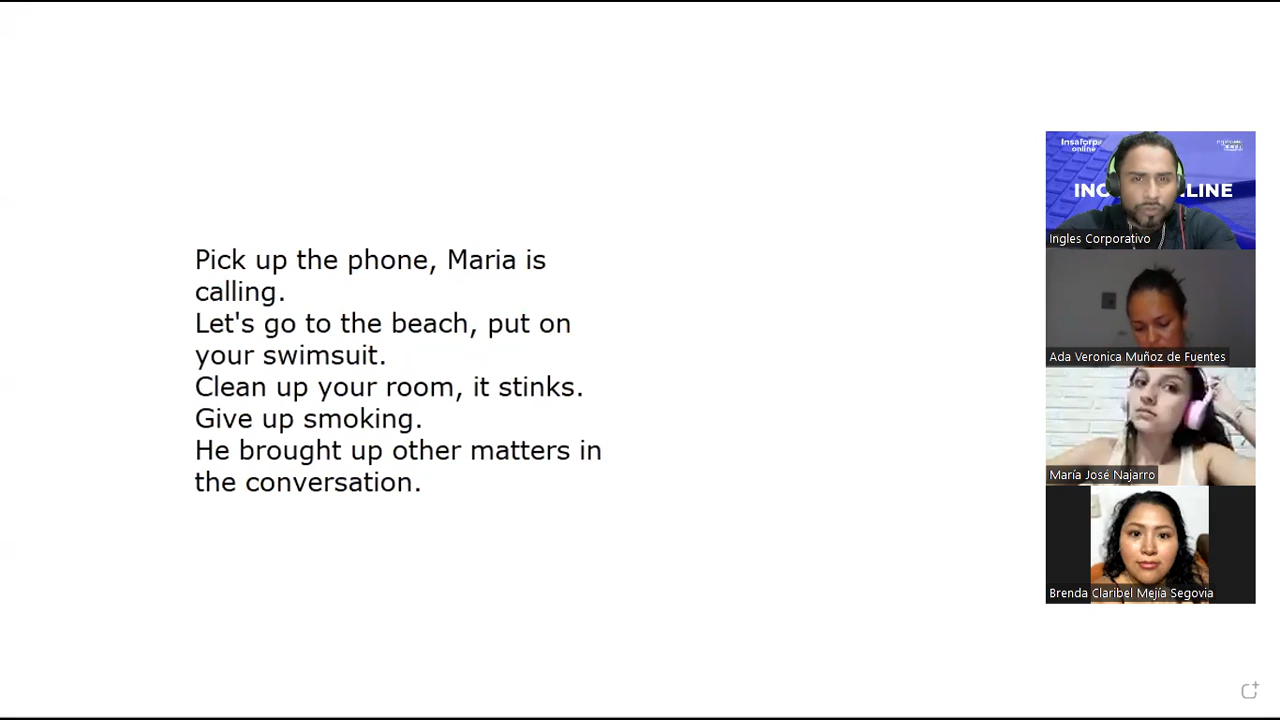 Pick up the phone, Maria is
calling.
Let's go to the beach, put on
your swimsuit.
Clean up your room, it stinks.
Give up smoking.
He brought up other matters in
the conversation.
Insaforp
online
Ingles Corporativo
Ada Veronica Muñoz de Fuentes
María José Najarro
Brenda Claribel Mejía Segovia